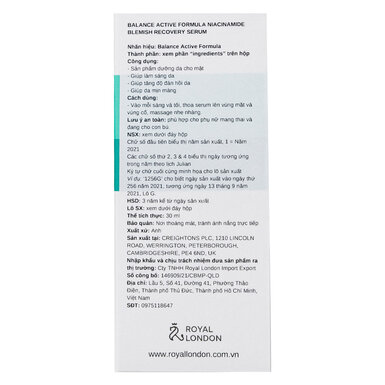 BALANCE ACTIVE FORMULA NIACINAMIDE
BLEMISH RECOVERY SERUM
Nhãn hiệu: Balance Active Formula
Thành phần: xem phần "ingredients" trên hộp
Công dụng:
- Sản phẩm dưỡng da cho mặt
- Giúp làm sáng da
- Giúp tăng độ đàn hồi da
- Giúp da mịn màng
Cách dùng:
- Vào mỗi sáng và tối, thoa serum lên vùng mặt và
vùng cổ, massage nhẹ nhàng.
Lưu ý an toàn: phù hợp cho phụ nữ mang thai và
đang cho con bú.
NSX: xem dưới đáy hộp
Chữ số đầu tiên biểu thị năm sản xuất, 1 = Năm
2021
Các chữ số thứ 2, 3 & 4 biểu thị ngày tương ứng
trong năm theo lịch Julian
Ký tự chữ cuối cùng minh họa cho lô sản xuất
Ví dụ: '1256G' cho biết ngày sản xuất vào ngày thứ
256 năm 2021, tương ứng ngày 13 tháng 9 năm
2021, Lô G.
HSD: 3 năm kể từ ngày sản xuất
Lô SX: xem dưới đáy hộp
Thể tích thực: 30 ml
Bảo quản: Nơi thoáng mát, tránh ánh nắng trực tiếp
Xuất xứ: Anh
Sản xuất tại: CREIGHTONS PLC, 1210 LINCOLN
ROAD, WERRINGTON, PETERBOROUGH,
CAMBRIDGESHIRE, PE4 6ND, UK
Nhập khẩu và chịu trách nhiệm đưa sản phẩm ra
thị trường: Cty TNHH Royal London Import Export
Số công bố: 146909/21/CBMP-QLD
Địa chỉ: Lầu 5, Số 41, Đường 41, Phường Thảo
Điền, Thành phố Thủ Đức, Thành phố Hồ Chí Minh,
Việt Nam
SĐT: 0975118647
ROYAL
LONDON
www.royallondon.com.vn